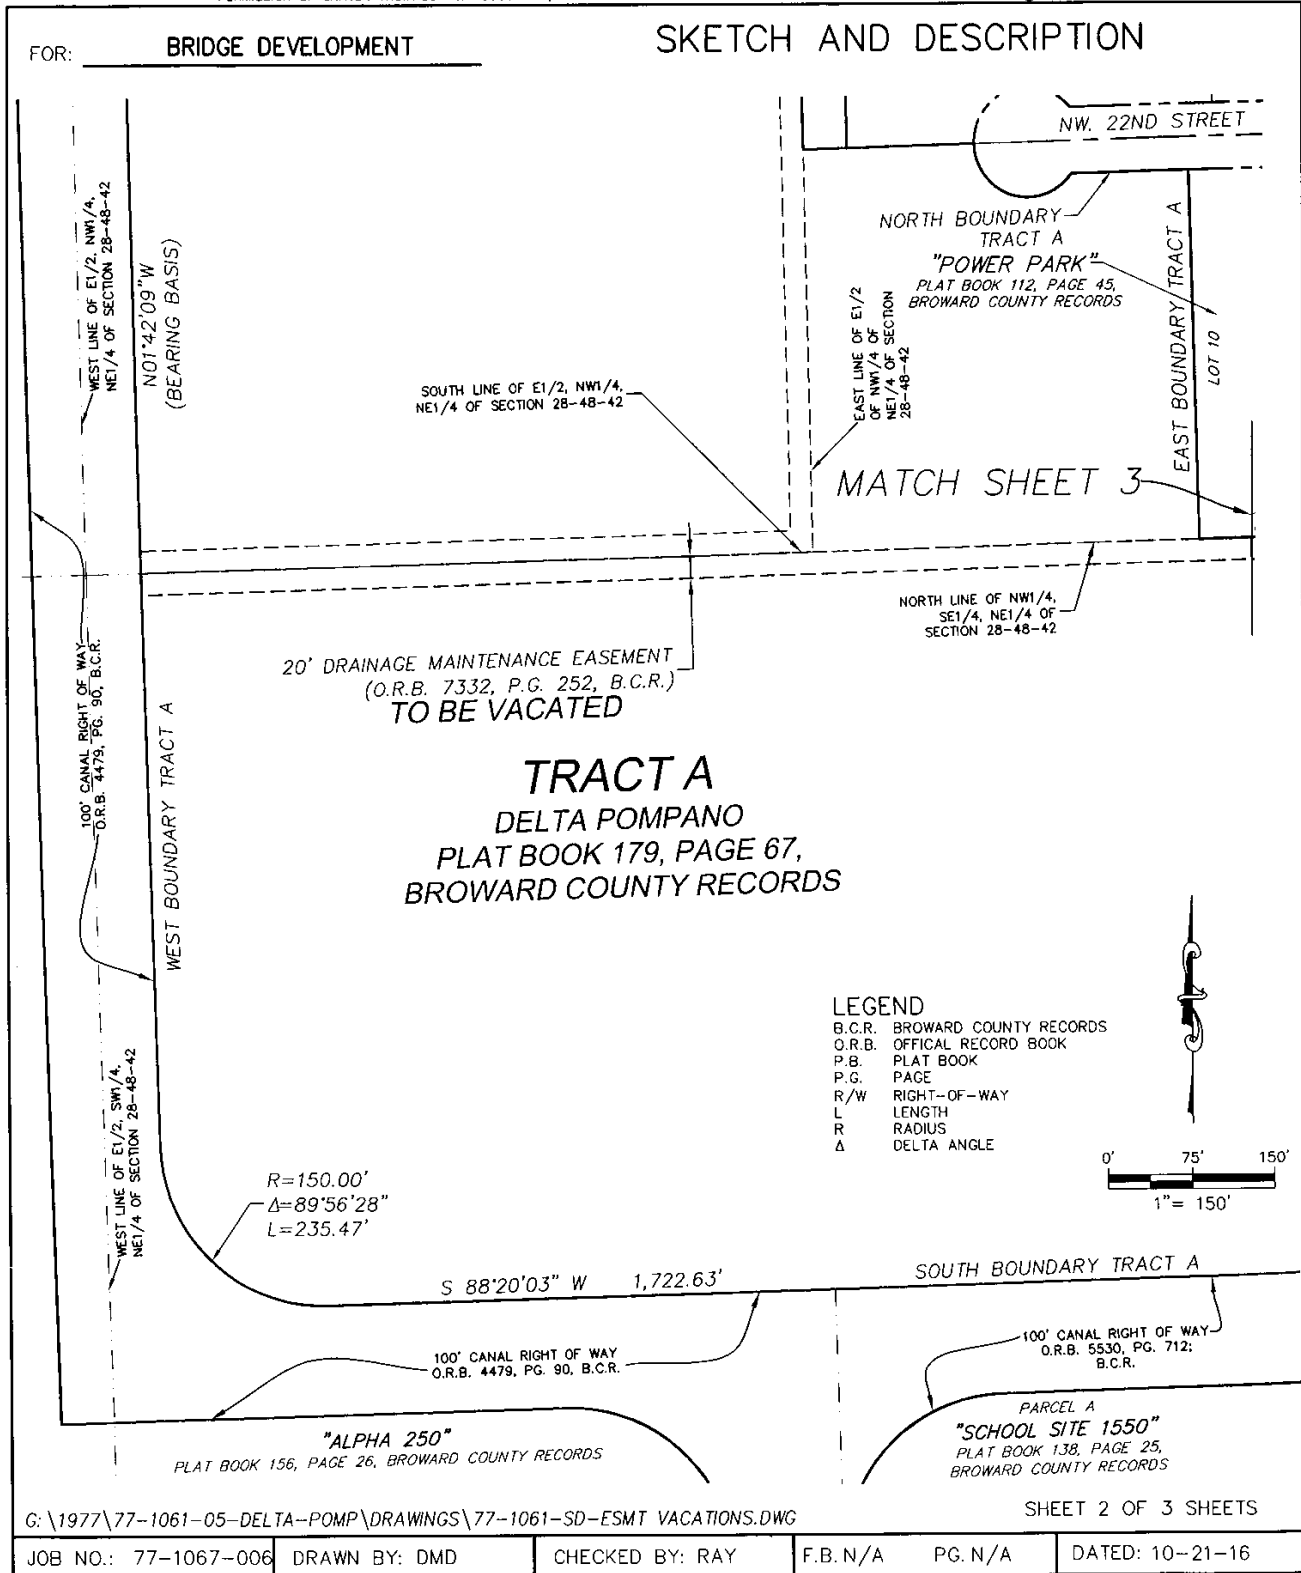 FOR: BRIDGE DEVELOPMENT
SKETCH AND DESCRIPTION
NW. 22ND STREET
WEST LINE OF E1/2, NW1/4,
NE1/4 OF SECTION 28-48-42
N01°42'09"W
(BEARING BASIS)
NORTH BOUNDARY
TRACT A
"POWER PARK"
PLAT BOOK 112, PAGE 45,
BROWARD COUNTY RECORDS
EAST BOUNDARY TRACT A
LOT 10
EAST LINE OF E1/2
OF NW1/4 OF
NE1/4 OF SECTION
28-48-42
SOUTH LINE OF E1/2, NW1/4,
NE1/4 OF SECTION 28-48-42
MATCH SHEET 3
NORTH LINE OF NW1/4,
SE1/4, NE1/4 OF
SECTION 28-48-42
20' DRAINAGE MAINTENANCE EASEMENT
(O.R.B. 7332, P.G. 252, B.C.R.)
TO BE VACATED
100' CANAL RIGHT OF WAY
O.R.B. 4479, PG. 90, B.C.R.
WEST BOUNDARY TRACT A
TRACT A
DELTA POMPANO
PLAT BOOK 179, PAGE 67,
BROWARD COUNTY RECORDS
LEGEND
B.C.R. BROWARD COUNTY RECORDS
O.R.B. OFFICAL RECORD BOOK
P.B. PLAT BOOK
P.G. PAGE
R/W RIGHT-OF-WAY
L LENGTH
R RADIUS
Δ DELTA ANGLE
0' 75' 150'
1"= 150'
WEST LINE OF E1/2, SW1/4,
NE1/4 OF SECTION 28-48-42
R=150.00'
Δ=89°56'28"
L=235.47'
S 88°20'03" W 1,722.63'
SOUTH BOUNDARY TRACT A
100' CANAL RIGHT OF WAY
O.R.B. 4479, PG. 90, B.C.R.
100' CANAL RIGHT OF WAY
O.R.B. 5530, PG. 712;
B.C.R.
"ALPHA 250"
PLAT BOOK 156, PAGE 26, BROWARD COUNTY RECORDS
PARCEL A
"SCHOOL SITE 1550"
PLAT BOOK 138, PAGE 25,
BROWARD COUNTY RECORDS
G:\1977\77-1061-05-DELTA-POMP\DRAWINGS\77-1061-SD-ESMT VACATIONS.DWG
SHEET 2 OF 3 SHEETS
JOB NO.: 77-1067-006 DRAWN BY: DMD CHECKED BY: RAY F.B. N/A PG. N/A DATED: 10-21-16